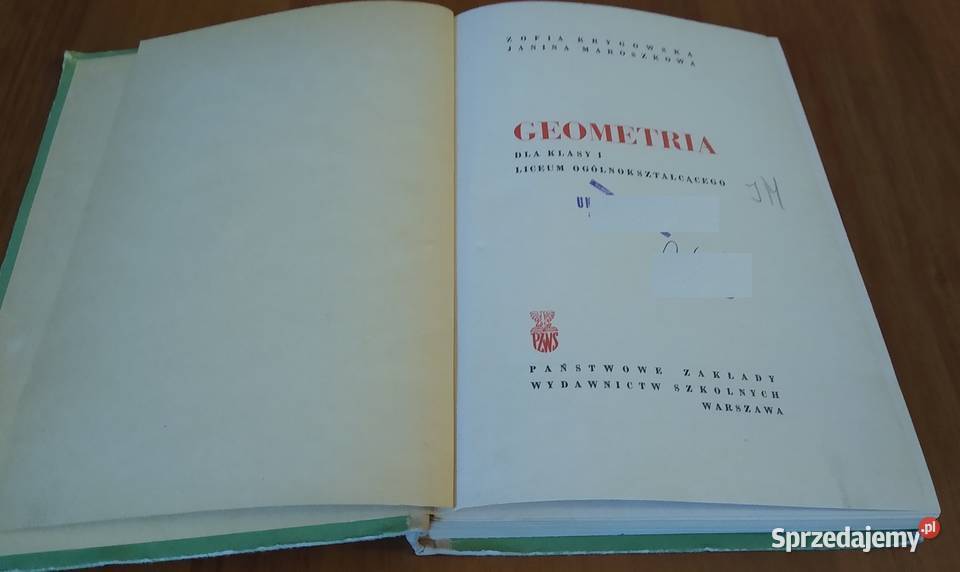 ZOFIA KRYGOWSKA
JANINA MAROSZKOWA
GEOMETRIA
DLA KLASY I
LICEUM OGÓLNOKSZTAŁCĄCEGO
PZWS
PAŃSTWOWE ZAKŁADY
WYDAWNICTW SZKOLNYCH
WARSZAWA
Sprzedajemy.pl